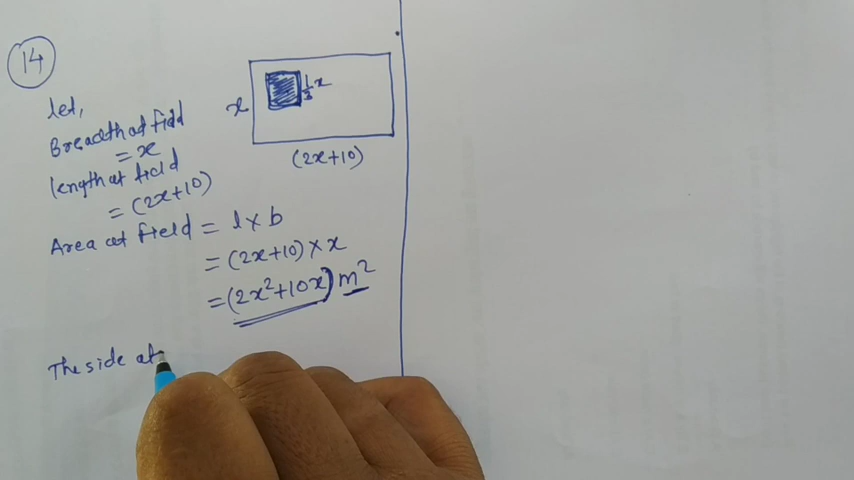 14
let,
Breadth of field
= x
length of field
= (2x+10)
x
1/3 x
(2x+10)
Area of field = l × b
= (2x+10) × x
= (2x²+10x) m²
The side of